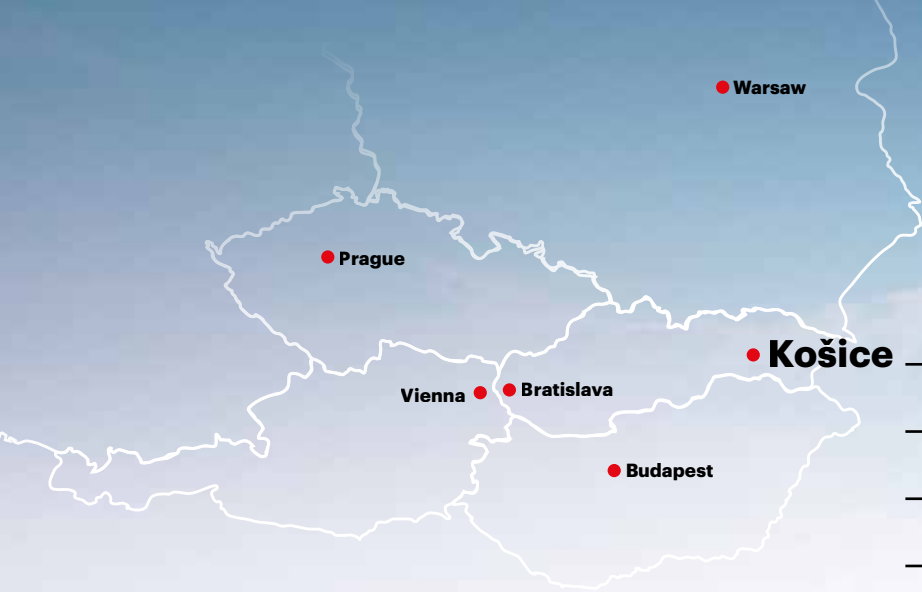 Warsaw
Prague
Košice
Vienna
Bratislava
Budapest